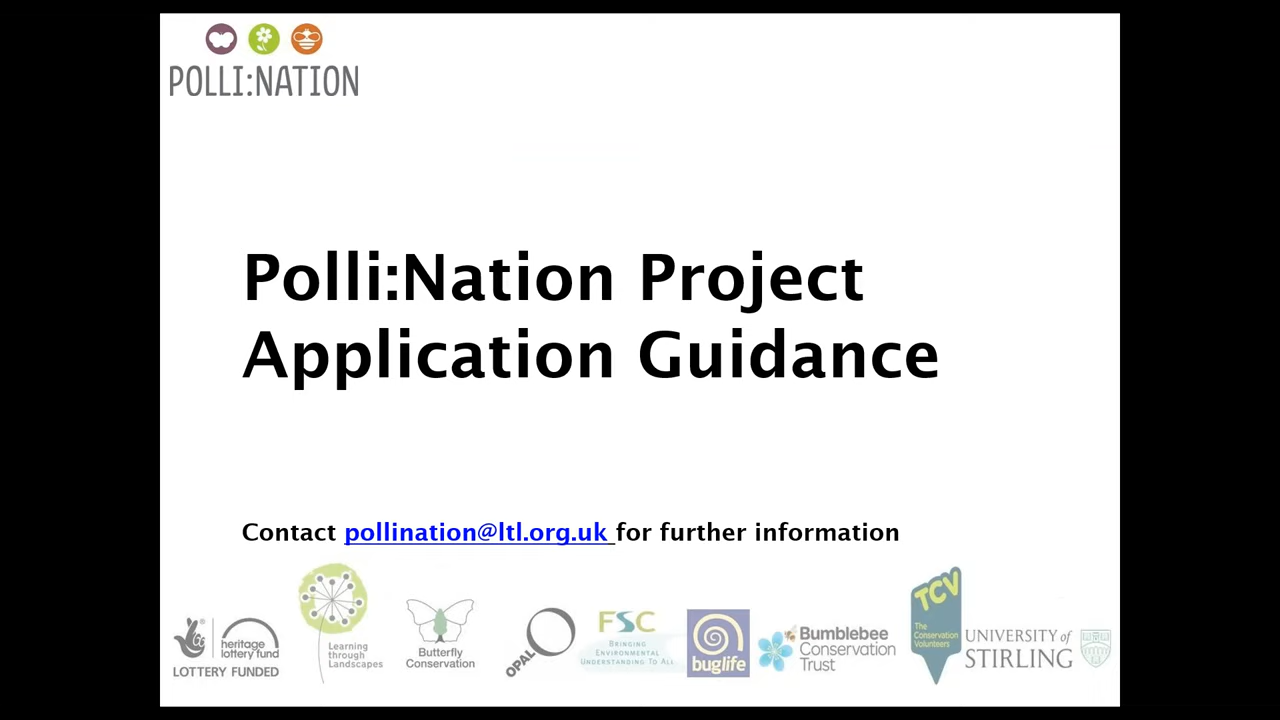 POLLI:NATION
Polli:Nation Project
Application Guidance
Contact pollination@ltl.org.uk for further information
heritage
lottery fund
LOTTERY FUNDED
Learning
through
Landscapes
Butterfly
Conservation
OPAL
FSC
BRINGING
ENVIRONMENTAL
UNDERSTANDING TO ALL
buglife
Bumblebee
Conservation
Trust
TCV
The
Conservation
Volunteers
UNIVERSITY of
STIRLING